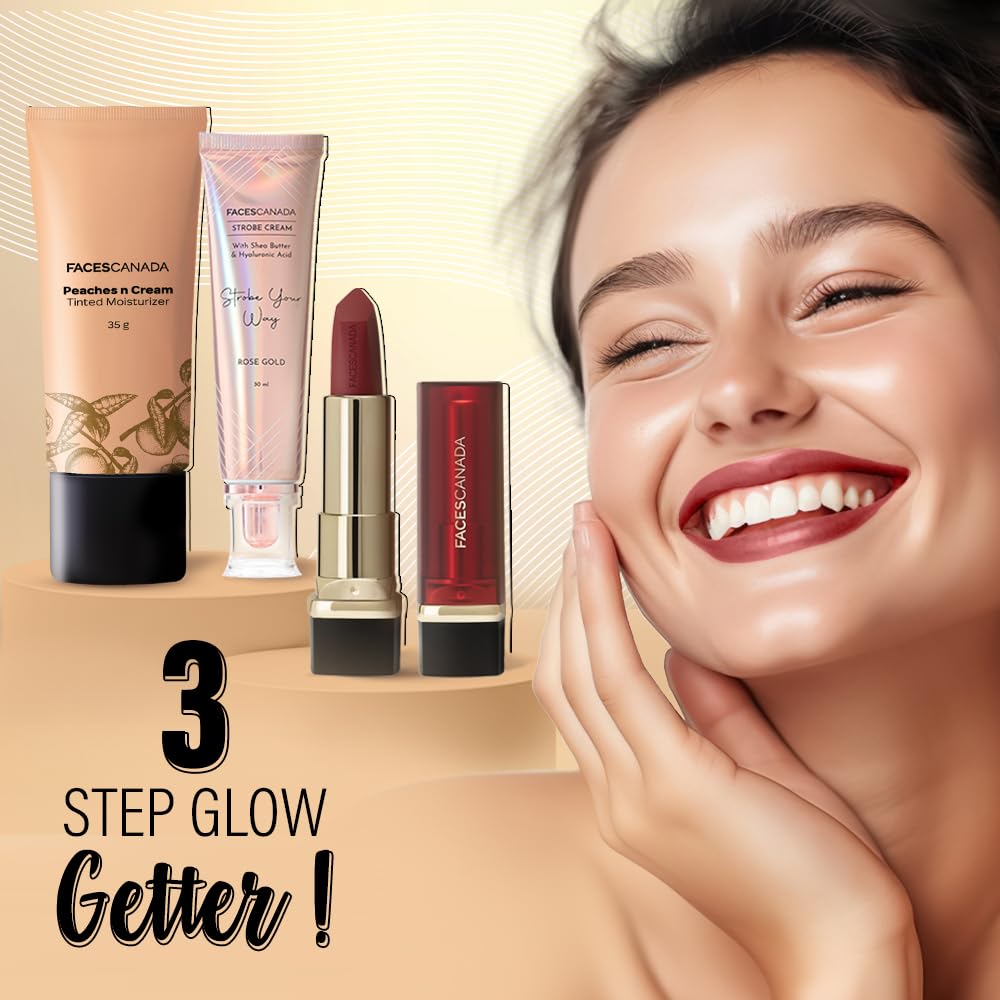 FACESCANADA
Peaches n Cream
Tinted Moisturizer
35 g
FACESCANADA
STROBE CREAM
With Shea Butter
& Hyaluronic Acid
Strobe Your
Way
ROSE GOLD
30 ml
FACESCANADA
FACESCANADA
3
STEP GLOW
Getter !